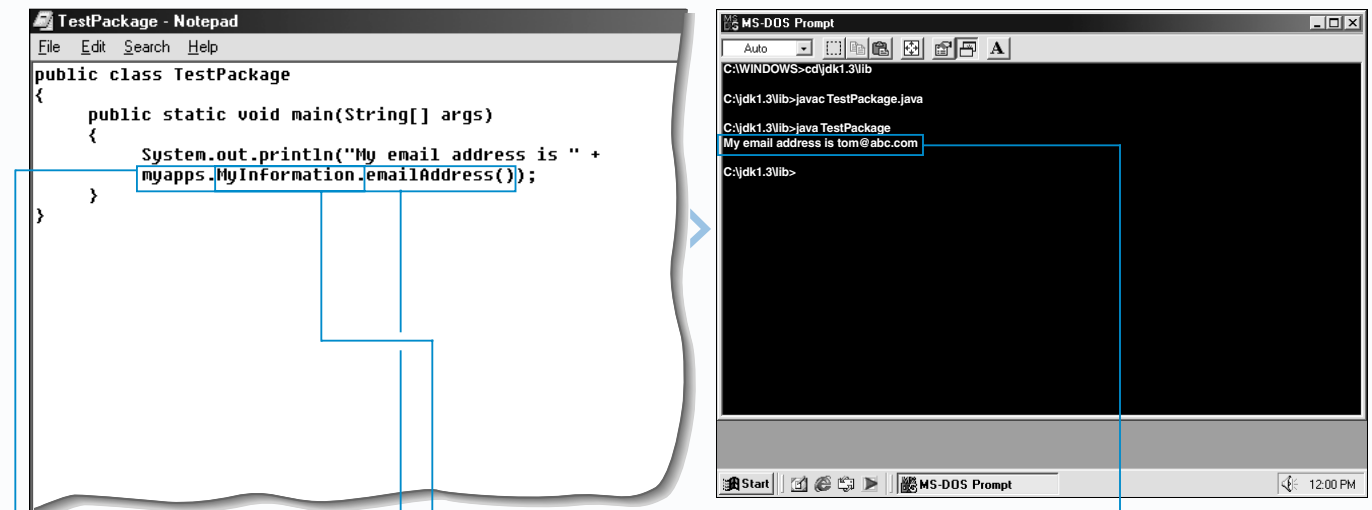 TestPackage - Notepad
File Edit Search Help
public class TestPackage
{
public static void main(String[] args)
{
System.out.println("My email address is " +
myapps.MyInformation.emailAddress());
}
}
MS-DOS Prompt
Auto
A
C:\WINDOWS>cd\jdk1.3\lib
C:\jdk1.3\lib>javac TestPackage.java
C:\jdk1.3\lib>java TestPackage
My email address is tom@abc.com
C:\jdk1.3\lib>
Start
MS-DOS Prompt
12:00 PM